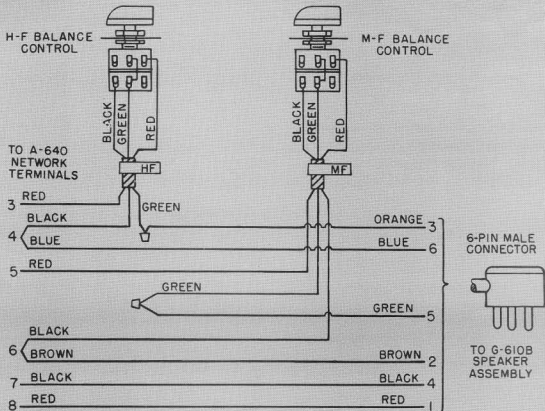 H-F BALANCE
CONTROL
M-F BALANCE
CONTROL
BLACK
GREEN
RED
BLACK
GREEN
RED
TO A-640
NETWORK
TERMINALS
HF
MF
3 RED
GREEN
ORANGE 3
BLACK
4
BLUE
BLUE 6
6-PIN MALE
CONNECTOR
5 RED
GREEN
GREEN 5
BLACK
6
BROWN
BROWN 2
TO G-610B
SPEAKER
ASSEMBLY
7 BLACK
BLACK 4
8 RED
RED 1